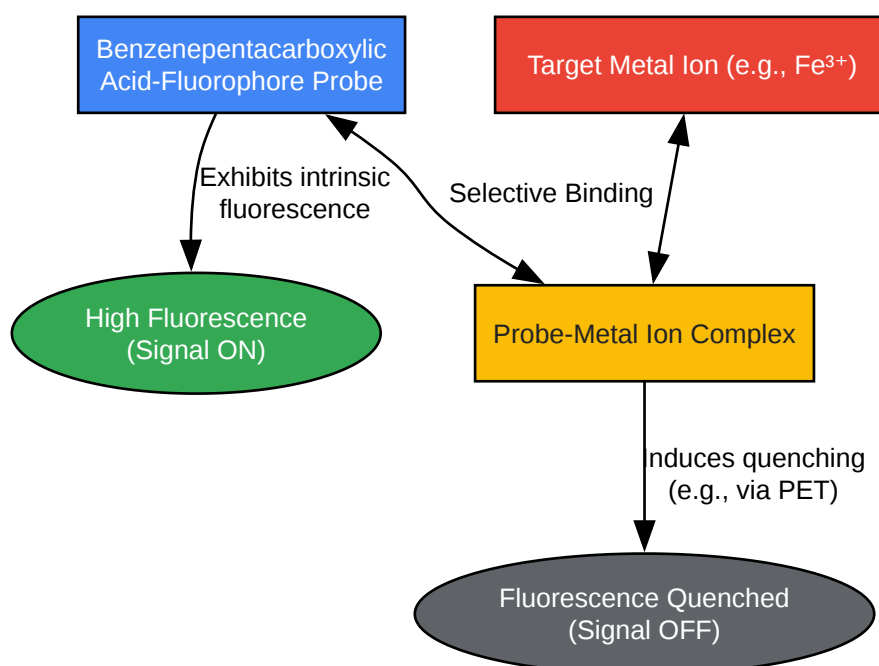 Benzenepentacarboxylic
Acid-Fluorophore Probe
Target Metal Ion (e.g., Fe³⁺)
Exhibits intrinsic
fluorescence
Selective Binding
High Fluorescence
(Signal ON)
Probe-Metal Ion Complex
Induces quenching
(e.g., via PET)
Fluorescence Quenched
(Signal OFF)